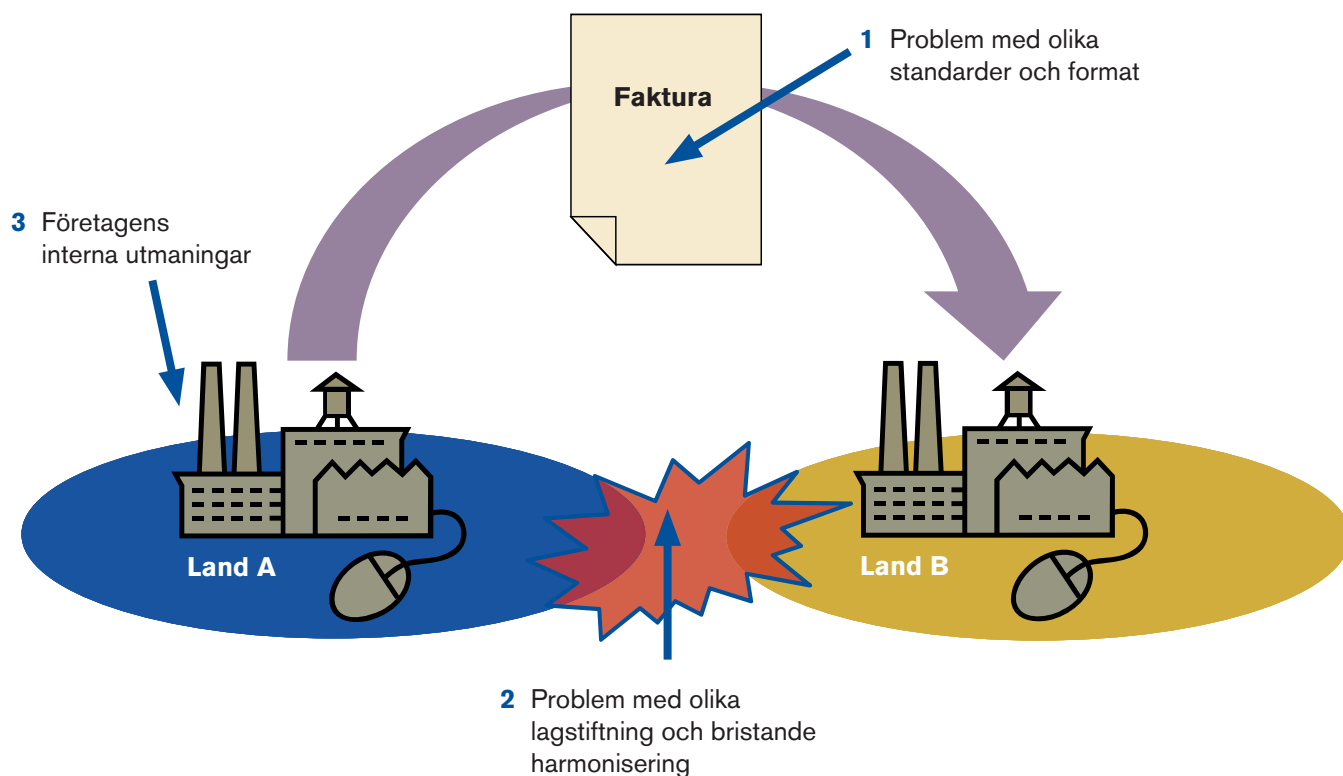 1 Problem med olika
standarder och format
Faktura
3 Företagens
interna utmaningar
Land A
Land B
2 Problem med olika
lagstiftning och bristande
harmonisering